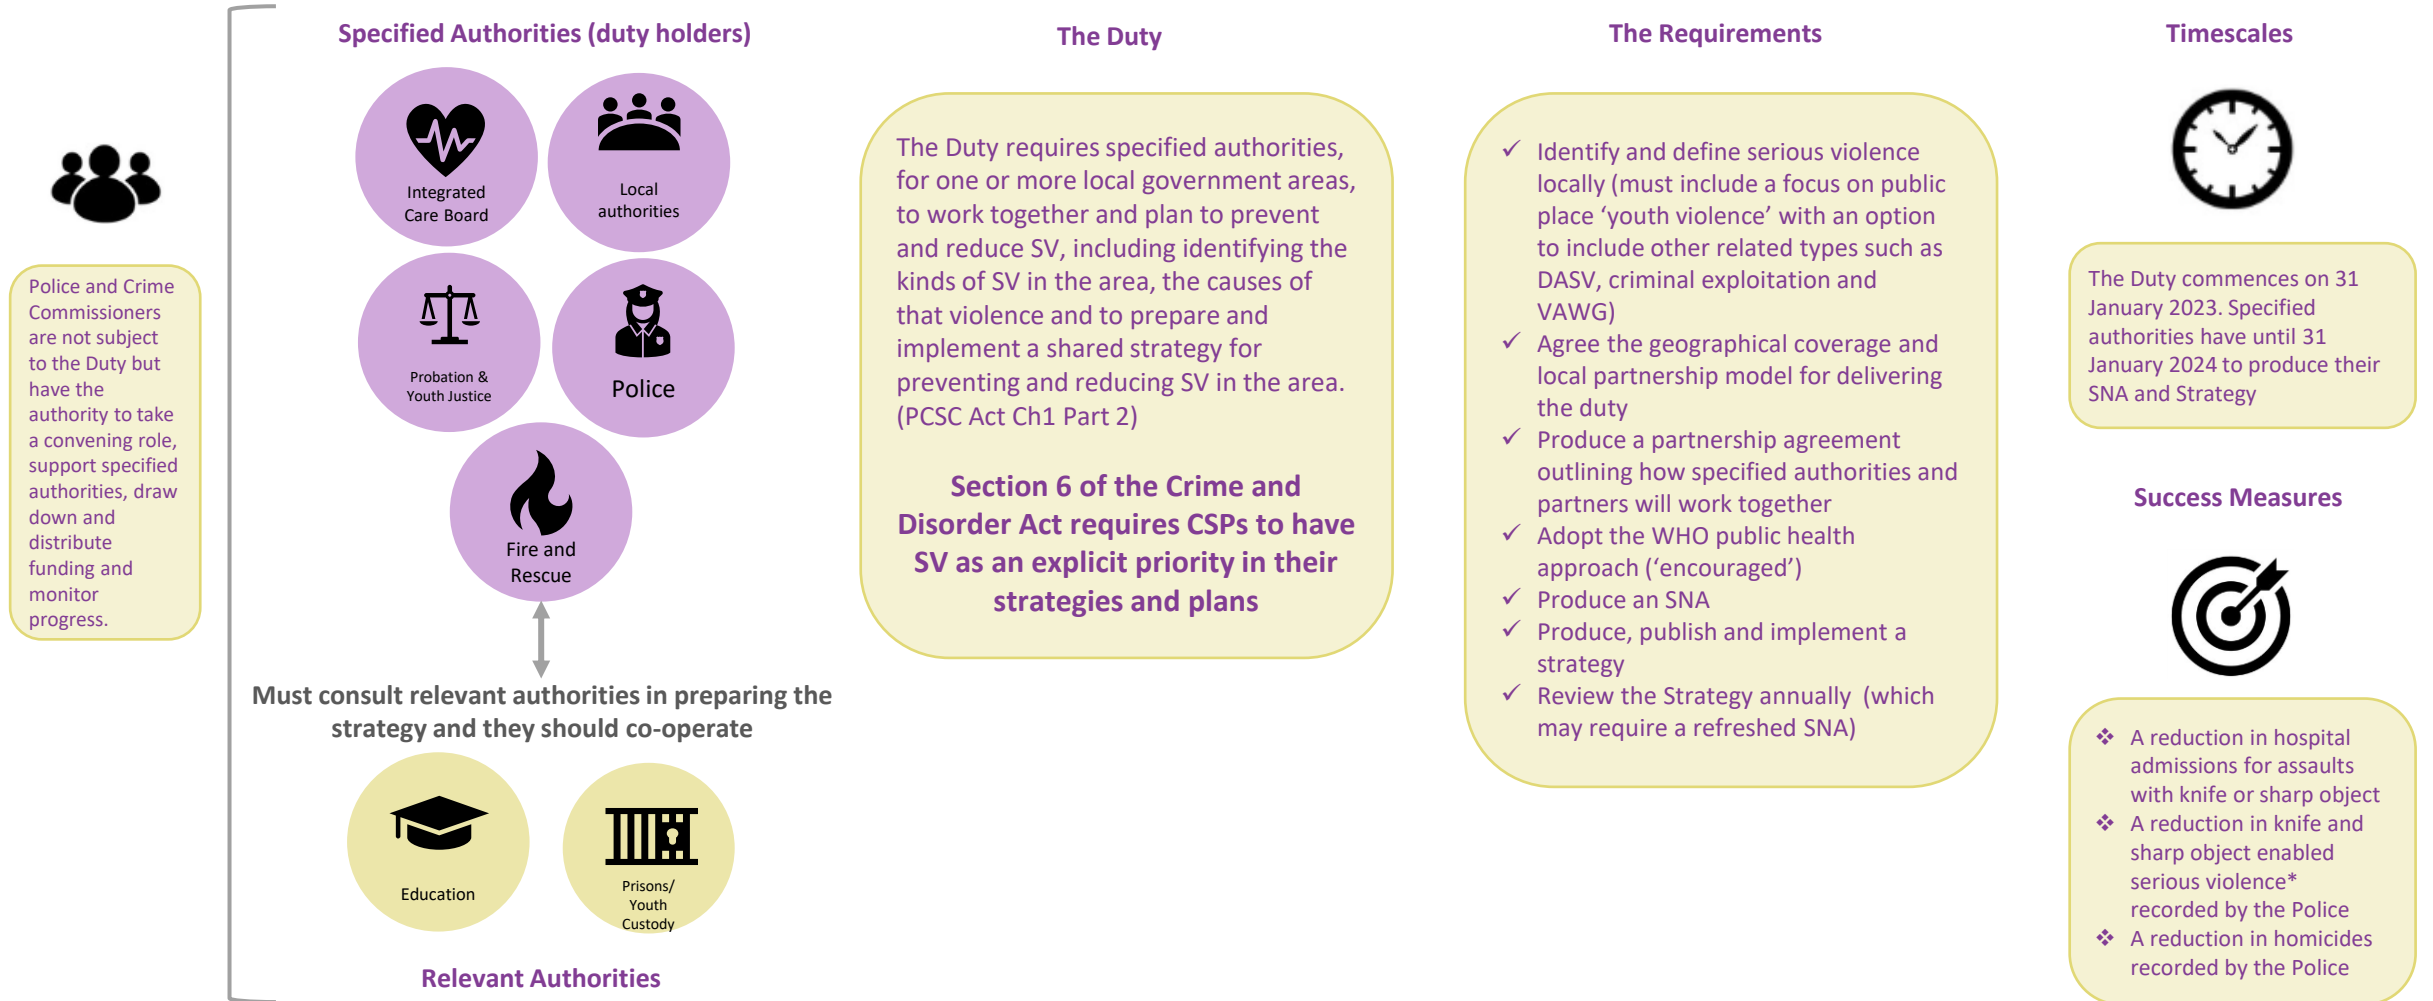 Police and Crime
Commissioners
are not subject
to the Duty but
have the
authority to take
a convening role,
support specified
authorities, draw
down and
distribute
funding and
monitor
progress.
Specified Authorities (duty holders)
Integrated
Care Board
Local
authorities
Probation &
Youth Justice
Police
Fire and
Rescue
Must consult relevant authorities in preparing the
strategy and they should co-operate
Education
Prisons/
Youth
Custody
Relevant Authorities
The Duty
The Duty requires specified authorities,
for one or more local government areas,
to work together and plan to prevent
and reduce SV, including identifying the
kinds of SV in the area, the causes of
that violence and to prepare and
implement a shared strategy for
preventing and reducing SV in the area.
(PCSC Act Ch1 Part 2)
Section 6 of the Crime and
Disorder Act requires CSPs to have
SV as an explicit priority in their
strategies and plans
The Requirements
✓ Identify and define serious violence
locally (must include a focus on public
place ‘youth violence’ with an option
to include other related types such as
DASV, criminal exploitation and
VAWG)
✓ Agree the geographical coverage and
local partnership model for delivering
the duty
✓ Produce a partnership agreement
outlining how specified authorities and
partners will work together
✓ Adopt the WHO public health
approach (‘encouraged’)
✓ Produce an SNA
✓ Produce, publish and implement a
strategy
✓ Review the Strategy annually (which
may require a refreshed SNA)
Timescales
The Duty commences on 31
January 2023. Specified
authorities have until 31
January 2024 to produce their
SNA and Strategy
Success Measures
❖ A reduction in hospital
admissions for assaults
with knife or sharp object
❖ A reduction in knife and
sharp object enabled
serious violence*
recorded by the Police
❖ A reduction in homicides
recorded by the Police